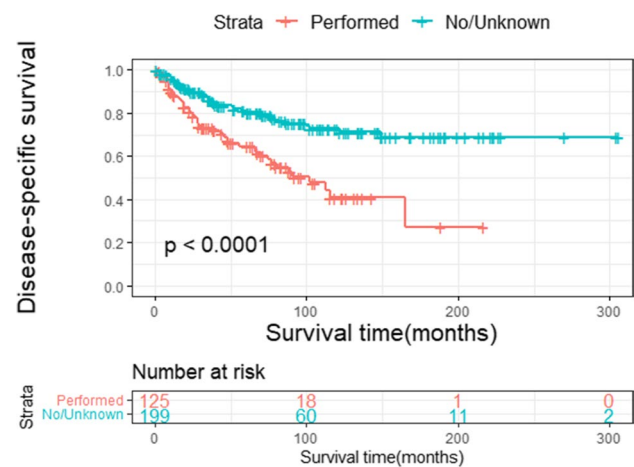 Strata Performed No/Unknown
Disease-specific survival
1.0
0.8
0.6
0.4
0.2
0.0
p < 0.0001
0 100 200 300
Survival time(months)
Number at risk
Strata
Performed 125 18 1 0
No/Unknown 199 60 11 2
0 100 200 300
Survival time(months)